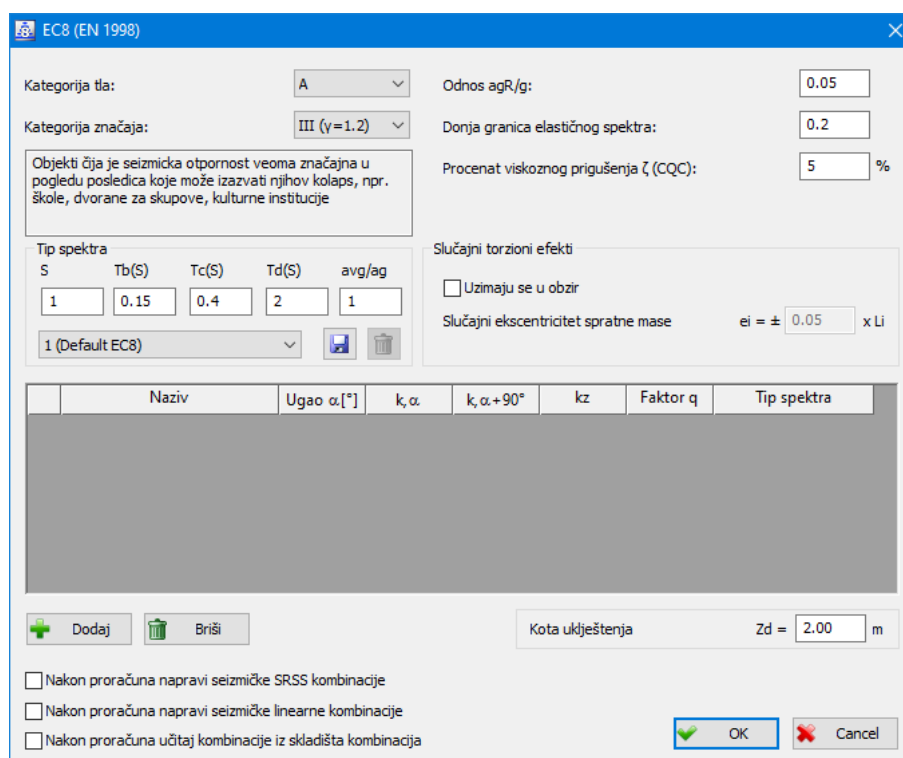 EC8 (EN 1998)
Kategorija tla:
A
Odnos agR/g:
0.05
Kategorija značaja:
III (γ=1.2)
Donja granica elastičnog spektra:
0.2
Objekti čija je seizmicka otpornost veoma značajna u
pogledu posledica koje može izazvati njihov kolaps, npr.
škole, dvorane za skupove, kulturne institucije
Procenat viskoznog prigušenja ζ (CQC):
5 %
Tip spektra
S Tb(S) Tc(S) Td(S) avg/ag
1 0.15 0.4 2 1
1 (Default EC8)
Slučajni torzioni efekti
Uzimaju se u obzir
Slučajni ekscentricitet spratne mase ei = ± 0.05 x Li
Naziv Ugao α[°] k,α k,α+90° kz Faktor q Tip spektra
Dodaj Briši
Kota uklještenja Zd = 2.00 m
Nakon proračuna napravi seizmičke SRSS kombinacije
Nakon proračuna napravi seizmičke linearne kombinacije
Nakon proračuna učitaj kombinacije iz skladišta kombinacija
OK Cancel